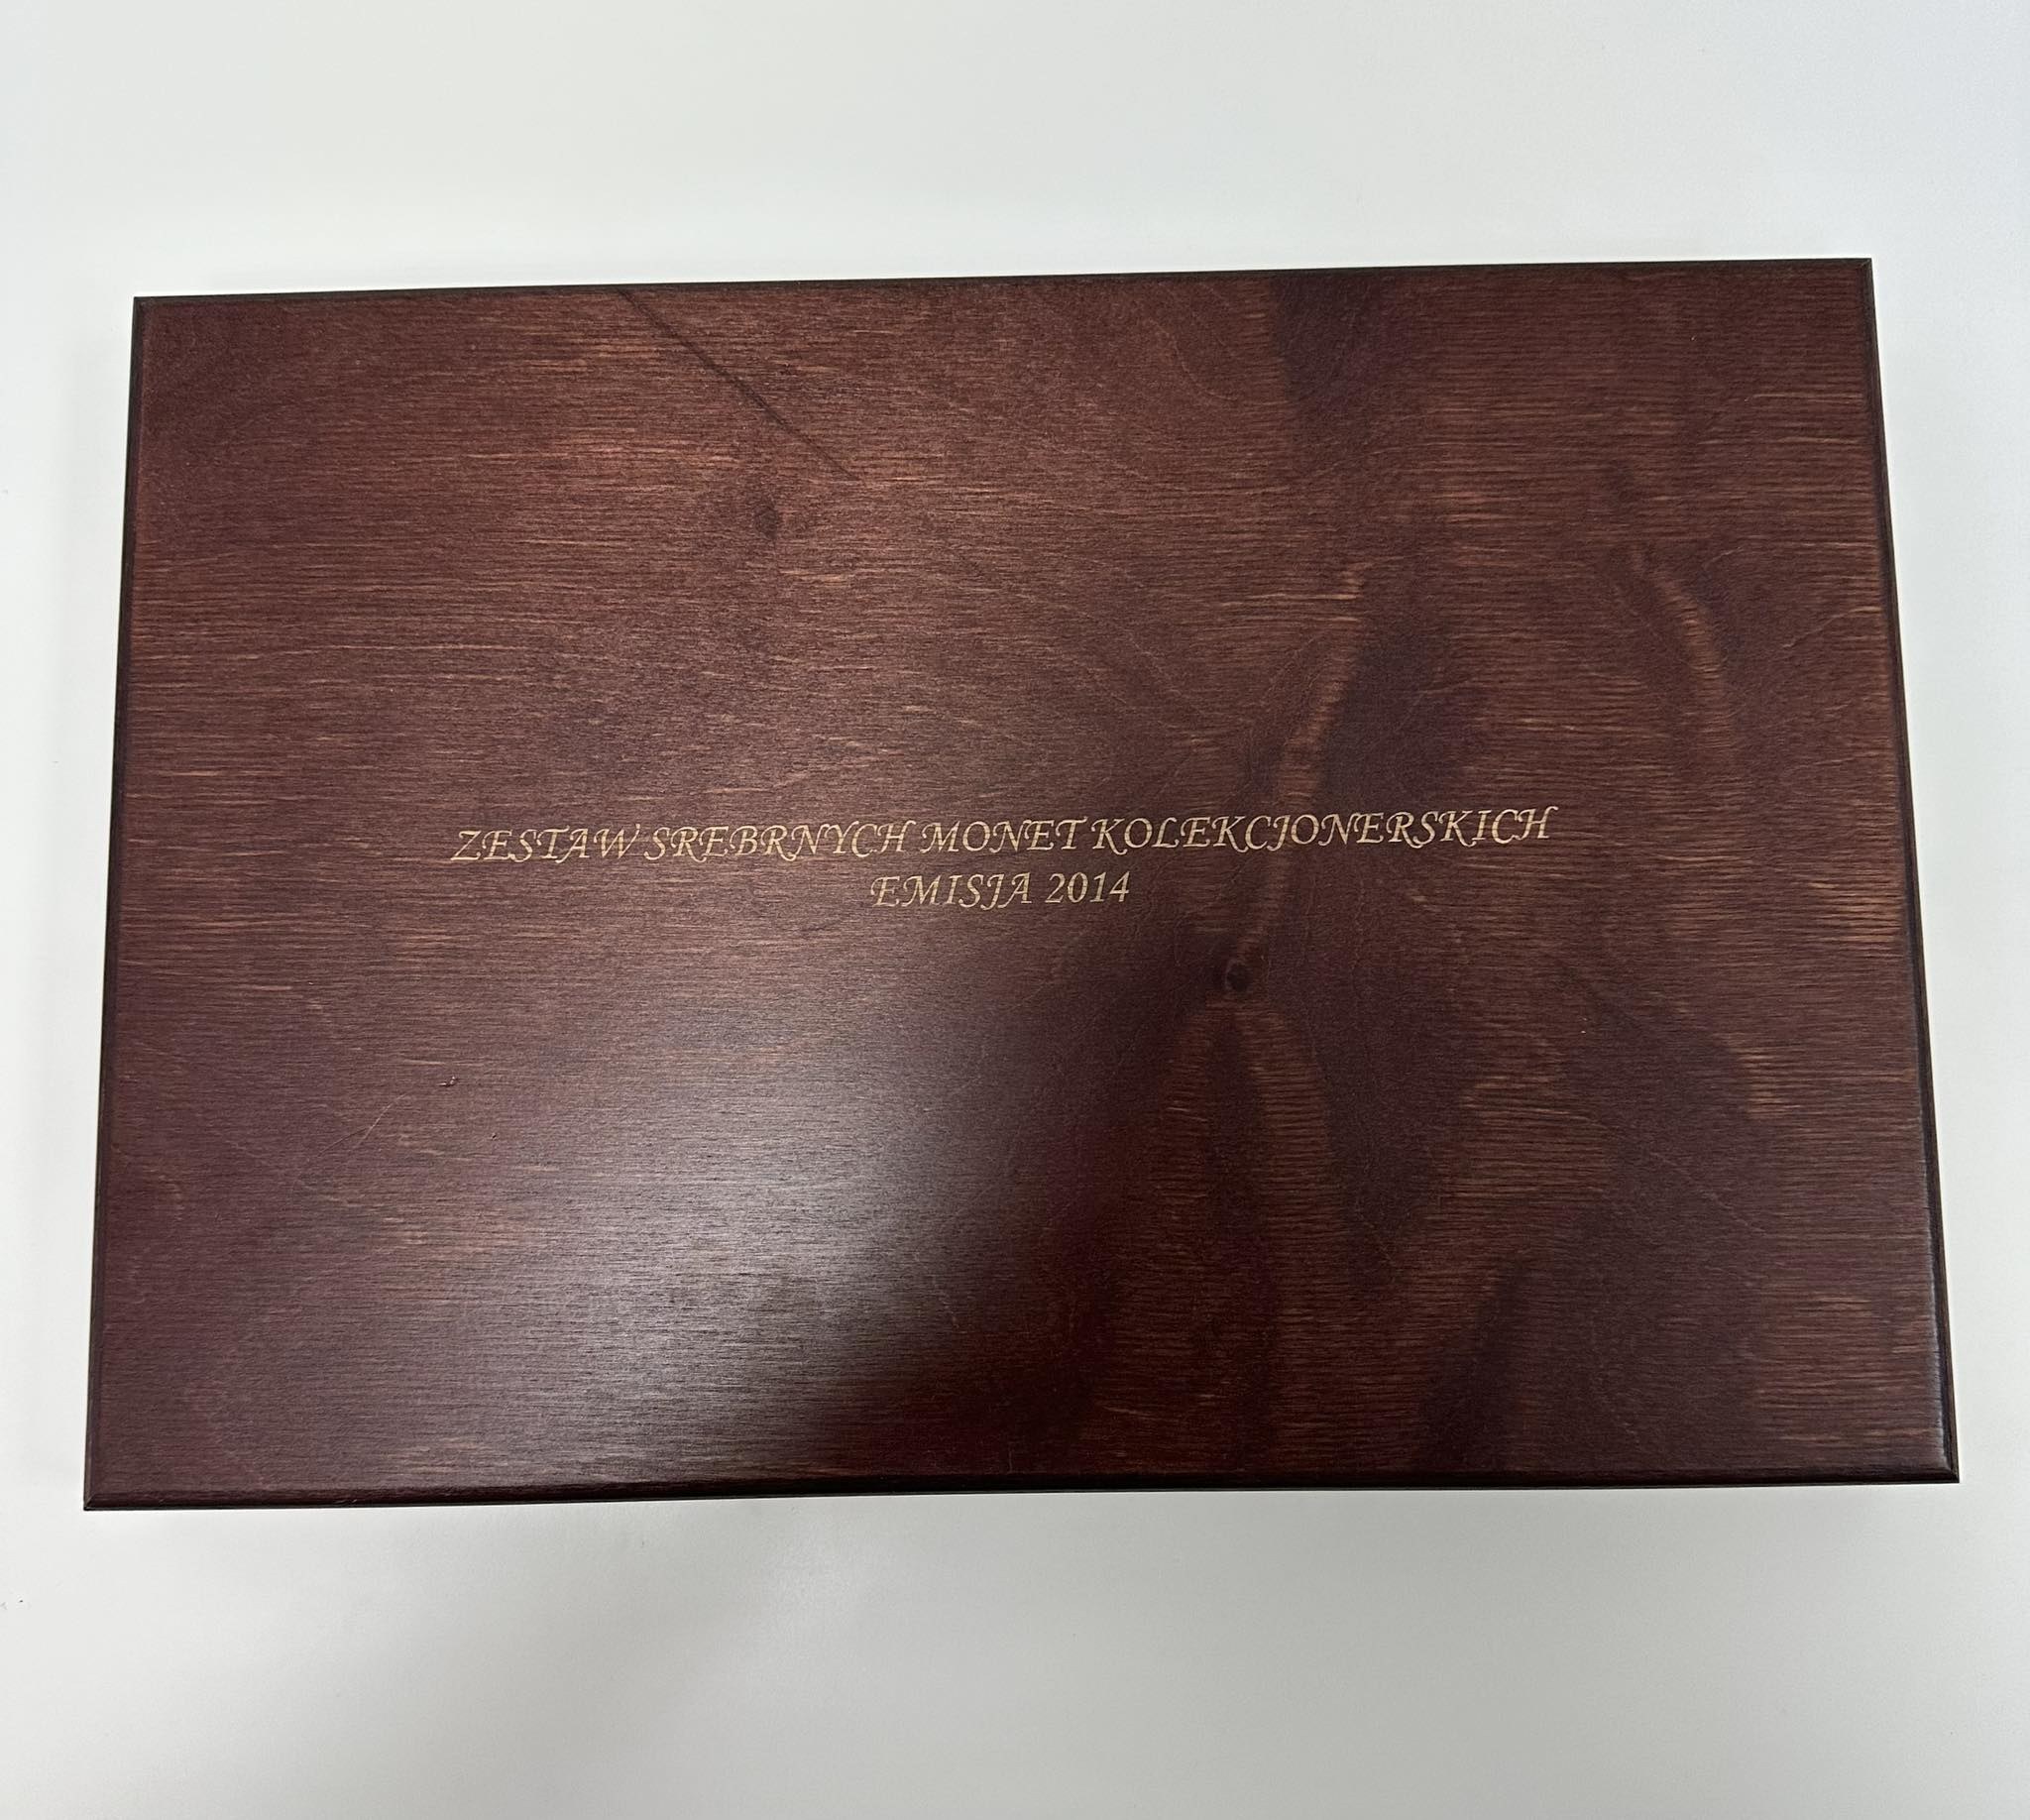 ZESTAW SREBRNYCH MONET KOLEKCJONERSKICH
EMISJA 2014